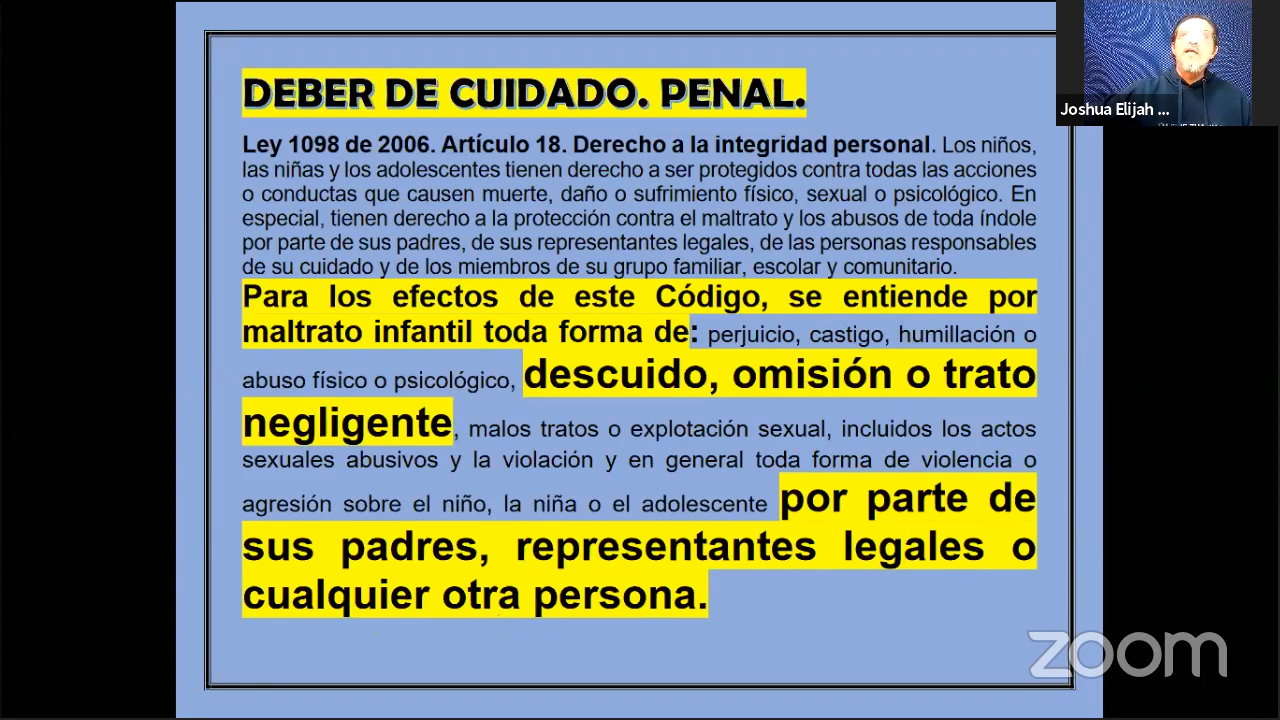 DEBER DE CUIDADO. PENAL.
Ley 1098 de 2006. Artículo 18. Derecho a la integridad personal. Los niños,
las niñas y los adolescentes tienen derecho a ser protegidos contra todas las acciones
o conductas que causen muerte, daño o sufrimiento físico, sexual o psicológico. En
especial, tienen derecho a la protección contra el maltrato y los abusos de toda índole
por parte de sus padres, de sus representantes legales, de las personas responsables
de su cuidado y de los miembros de su grupo familiar, escolar y comunitario.
Para los efectos de este Código, se entiende por
maltrato infantil toda forma de: perjuicio, castigo, humillación o
abuso físico o psicológico, descuido, omisión o trato
negligente, malos tratos o explotación sexual, incluidos los actos
sexuales abusivos y la violación y en general toda forma de violencia o
agresión sobre el niño, la niña o el adolescente por parte de
sus padres, representantes legales o
cualquier otra persona.
Joshua Elijah ...
zoom